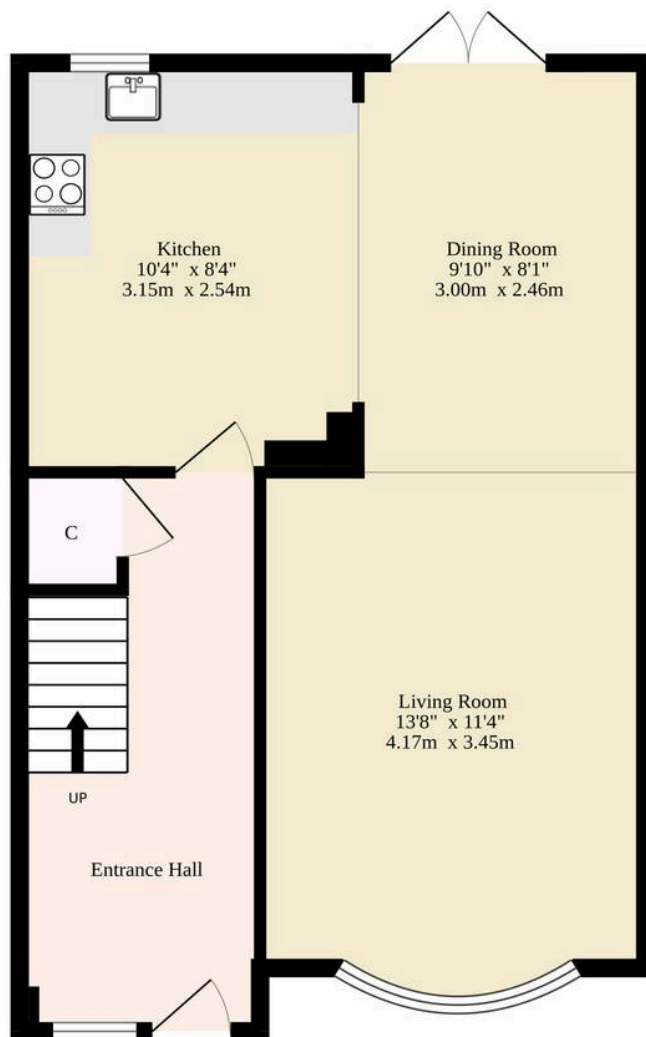 Kitchen
10'4" x 8'4"
3.15m x 2.54m
Dining Room
9'10" x 8'1"
3.00m x 2.46m
C
Living Room
13'8" x 11'4"
4.17m x 3.45m
UP
Entrance Hall